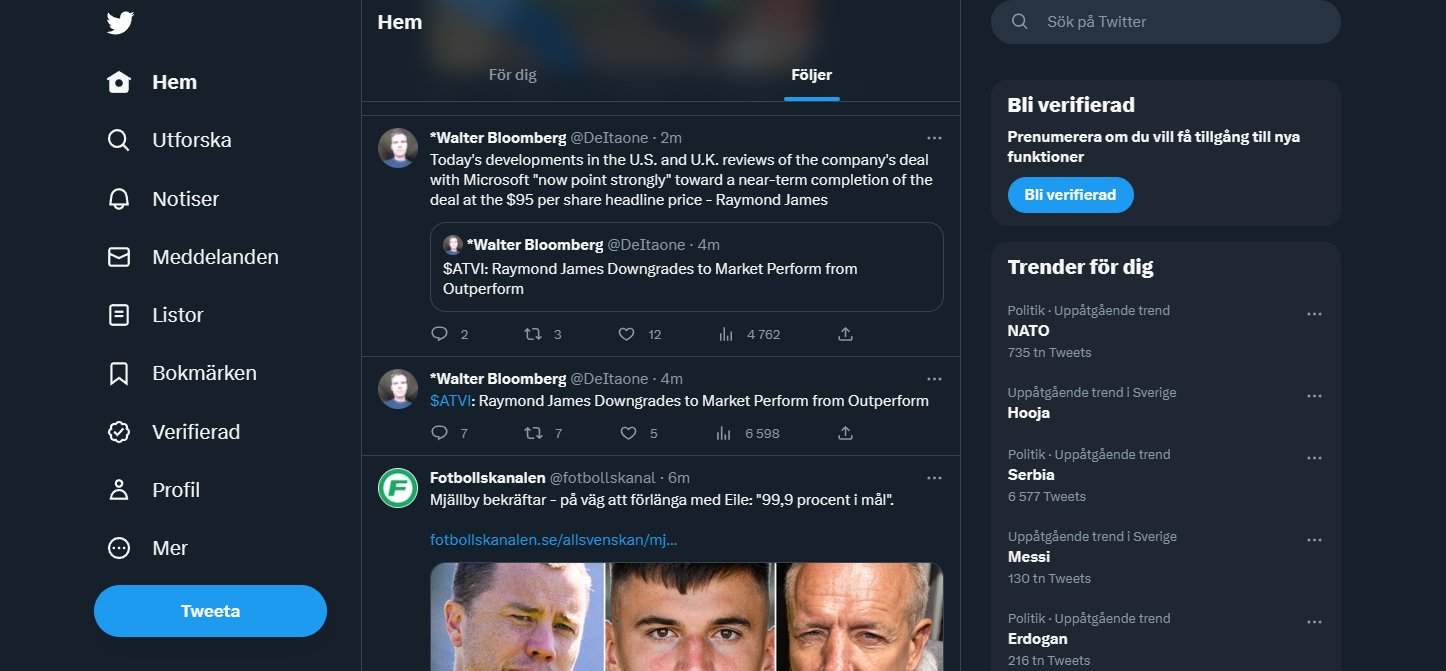 Hem
Utforska
Notiser
Meddelanden
Listor
Bokmärken
Verifierad
Profil
Mer
Tweeta
Hem
För dig
Följer
*Walter Bloomberg @DeItaone · 2m
Today's developments in the U.S. and U.K. reviews of the company's deal
with Microsoft "now point strongly" toward a near-term completion of the
deal at the $95 per share headline price - Raymond James
*Walter Bloomberg @DeItaone · 4m
$ATVI: Raymond James Downgrades to Market Perform from
Outperform
2 3 12 4 762
*Walter Bloomberg @DeItaone · 4m
$ATVI: Raymond James Downgrades to Market Perform from Outperform
7 7 5 6 598
Fotbollskanalen @fotbollskanal · 6m
Mjällby bekräftar - på väg att förlänga med Eile: "99,9 procent i mål".
fotbollskanalen.se/allsvenskan/mj...
Sök på Twitter
Bli verifierad
Prenumerera om du vill få tillgång till nya
funktioner
Bli verifierad
Trender för dig
Politik · Uppåtgående trend
NATO
735 tn Tweets
Uppåtgående trend i Sverige
Hooja
Politik · Uppåtgående trend
Serbia
6 577 Tweets
Uppåtgående trend i Sverige
Messi
130 tn Tweets
Politik · Uppåtgående trend
Erdogan
216 tn Tweets